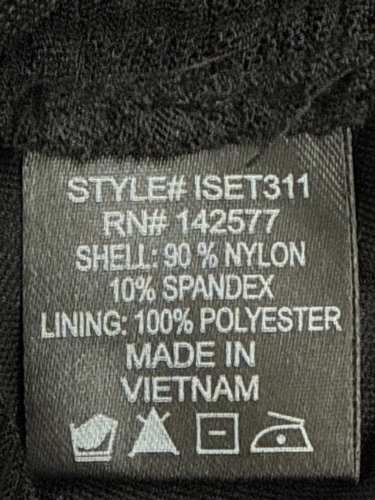 STYLE# ISET311
RN# 142577
SHELL: 90 % NYLON
10% SPANDEX
LINING: 100% POLYESTER
MADE IN
VIETNAM